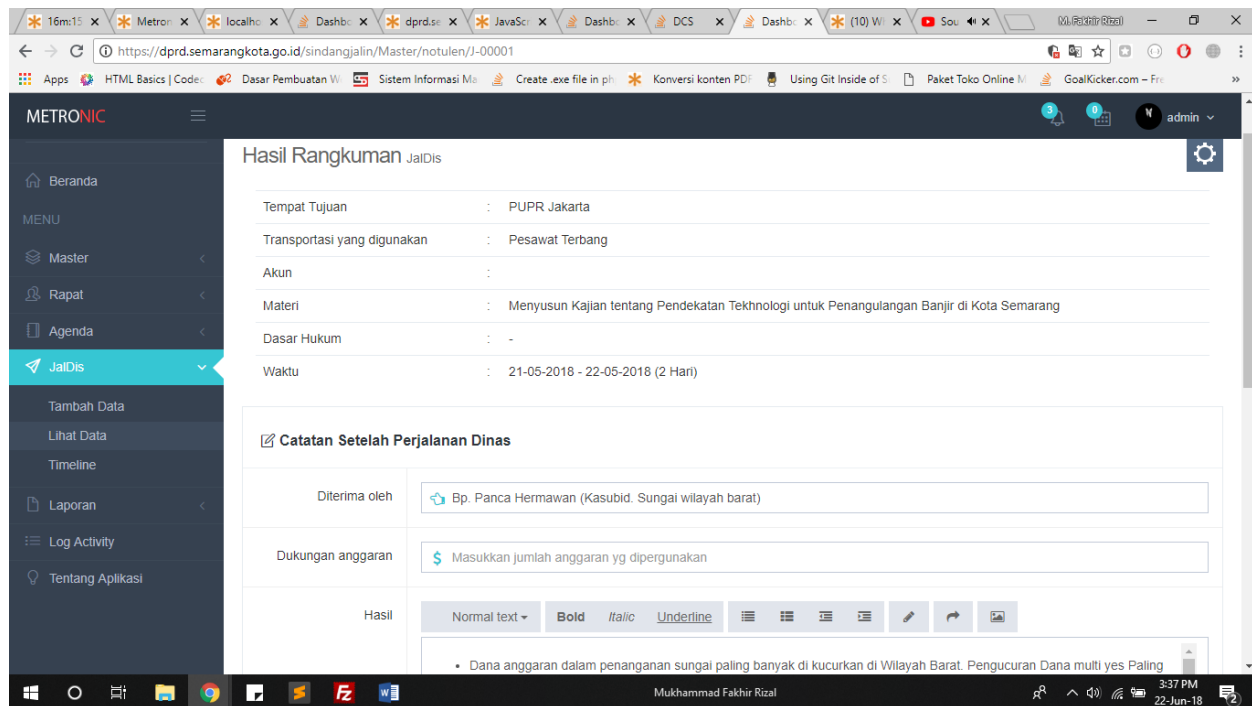 16m:15
Metron
localho
Dashbo
dprd.se
JavaScr
Dashbo
DCS
Dashbo
(10) W
Sou
M. Fakhir Rizal
https://dprd.semarangkota.go.id/sindangjalin/Master/notulen/J-00001
Apps
HTML Basics | Codec
Dasar Pembuatan W
Sistem Informasi Ma
Create .exe file in ph
Konversi konten PDF
Using Git Inside of S
Paket Toko Online M
GoalKicker.com – Fre
METRONIC
3
0
admin
Hasil Rangkuman JalDis
Beranda
MENU
Master
Rapat
Agenda
JalDis
Tambah Data
Lihat Data
Timeline
Laporan
Log Activity
Tentang Aplikasi
Tempat Tujuan : PUPR Jakarta
Transportasi yang digunakan : Pesawat Terbang
Akun :
Materi : Menyusun Kajian tentang Pendekatan Tekhnologi untuk Penangulangan Banjir di Kota Semarang
Dasar Hukum : -
Waktu : 21-05-2018 - 22-05-2018 (2 Hari)
Catatan Setelah Perjalanan Dinas
Diterima oleh
Bp. Panca Hermawan (Kasubid. Sungai wilayah barat)
Dukungan anggaran
$ Masukkan jumlah anggaran yg dipergunakan
Hasil
Normal text Bold Italic Underline
• Dana anggaran dalam penanganan sungai paling banyak di kucurkan di Wilayah Barat. Pengucuran Dana multi yes Paling
Mukhammad Fakhir Rizal
3:37 PM
22-Jun-18
2